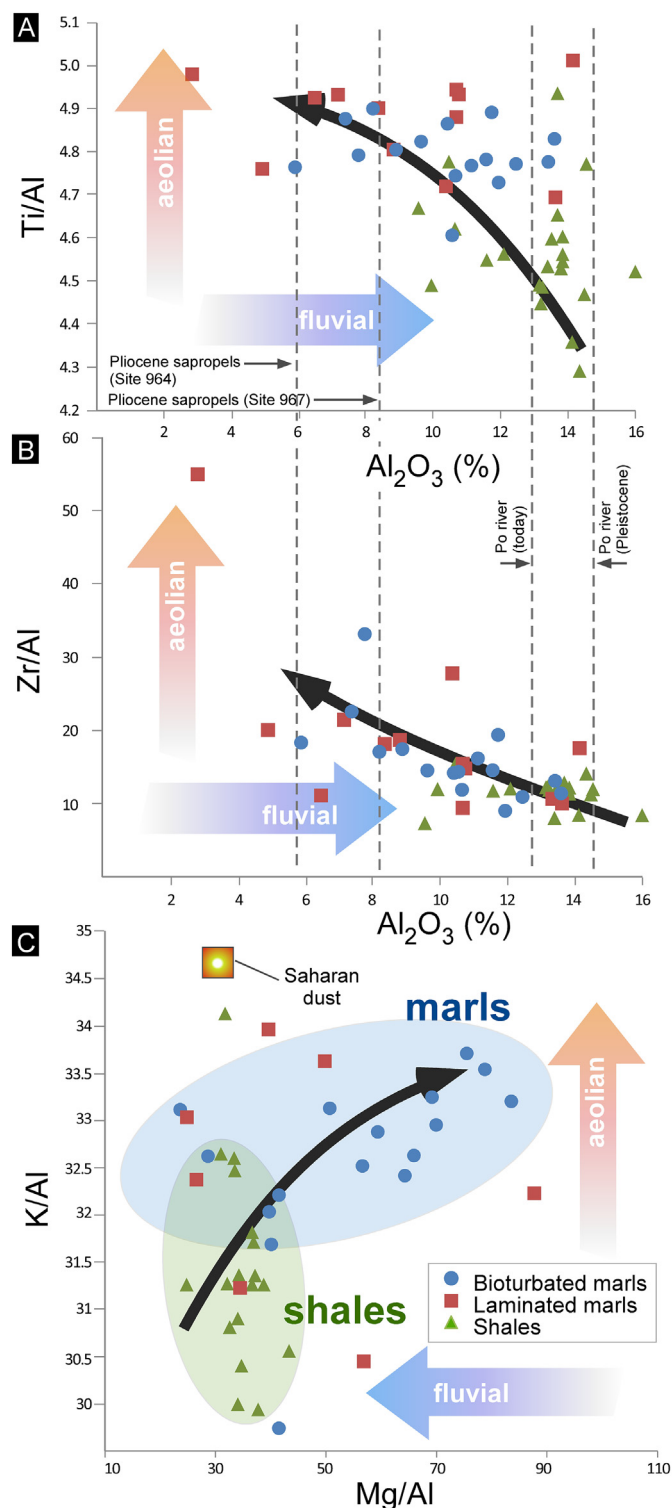 A
5.1
5.0
4.9
4.8
4.7
4.6
4.5
4.4
4.3
4.2
Ti/Al
aeolian
fluvial
Pliocene sapropels
(Site 964)
Pliocene sapropels (Site 967)
2 4 6 8 10 12 14 16
Al2O3 (%)
B
60
50
40
30
20
10
Zr/Al
aeolian
fluvial
Po river
(today)
Po river
(Pleistocene)
2 4 6 8 10 12 14 16
Al2O3 (%)
C
35
34.5
34
33.5
33
32.5
32
31.5
31
30.5
30
K/Al
Saharan
dust
marls
aeolian
shales
Bioturbated marls
Laminated marls
Shales
fluvial
10 30 50 70 90 110
Mg/Al